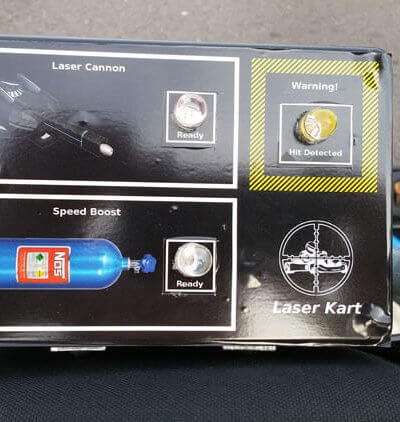 Laser Cannon
Ready
Warning!
Hit Detected
Speed Boost
NOS
Ready
Laser Kart